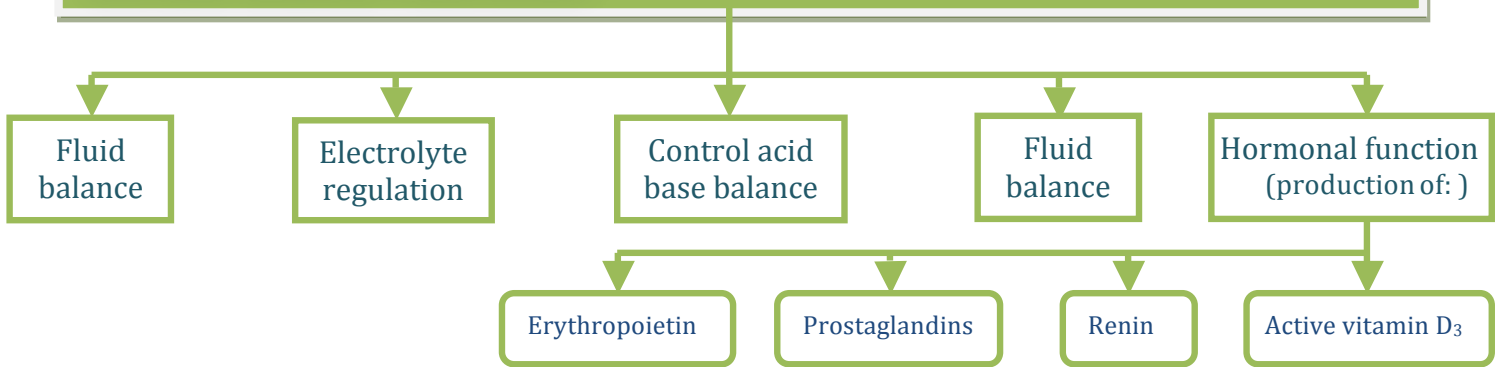 Fluid
balance
Electrolyte
regulation
Control acid
base balance
Fluid
balance
Hormonal function
(production of: )
Erythropoietin
Prostaglandins
Renin
Active vitamin D₃